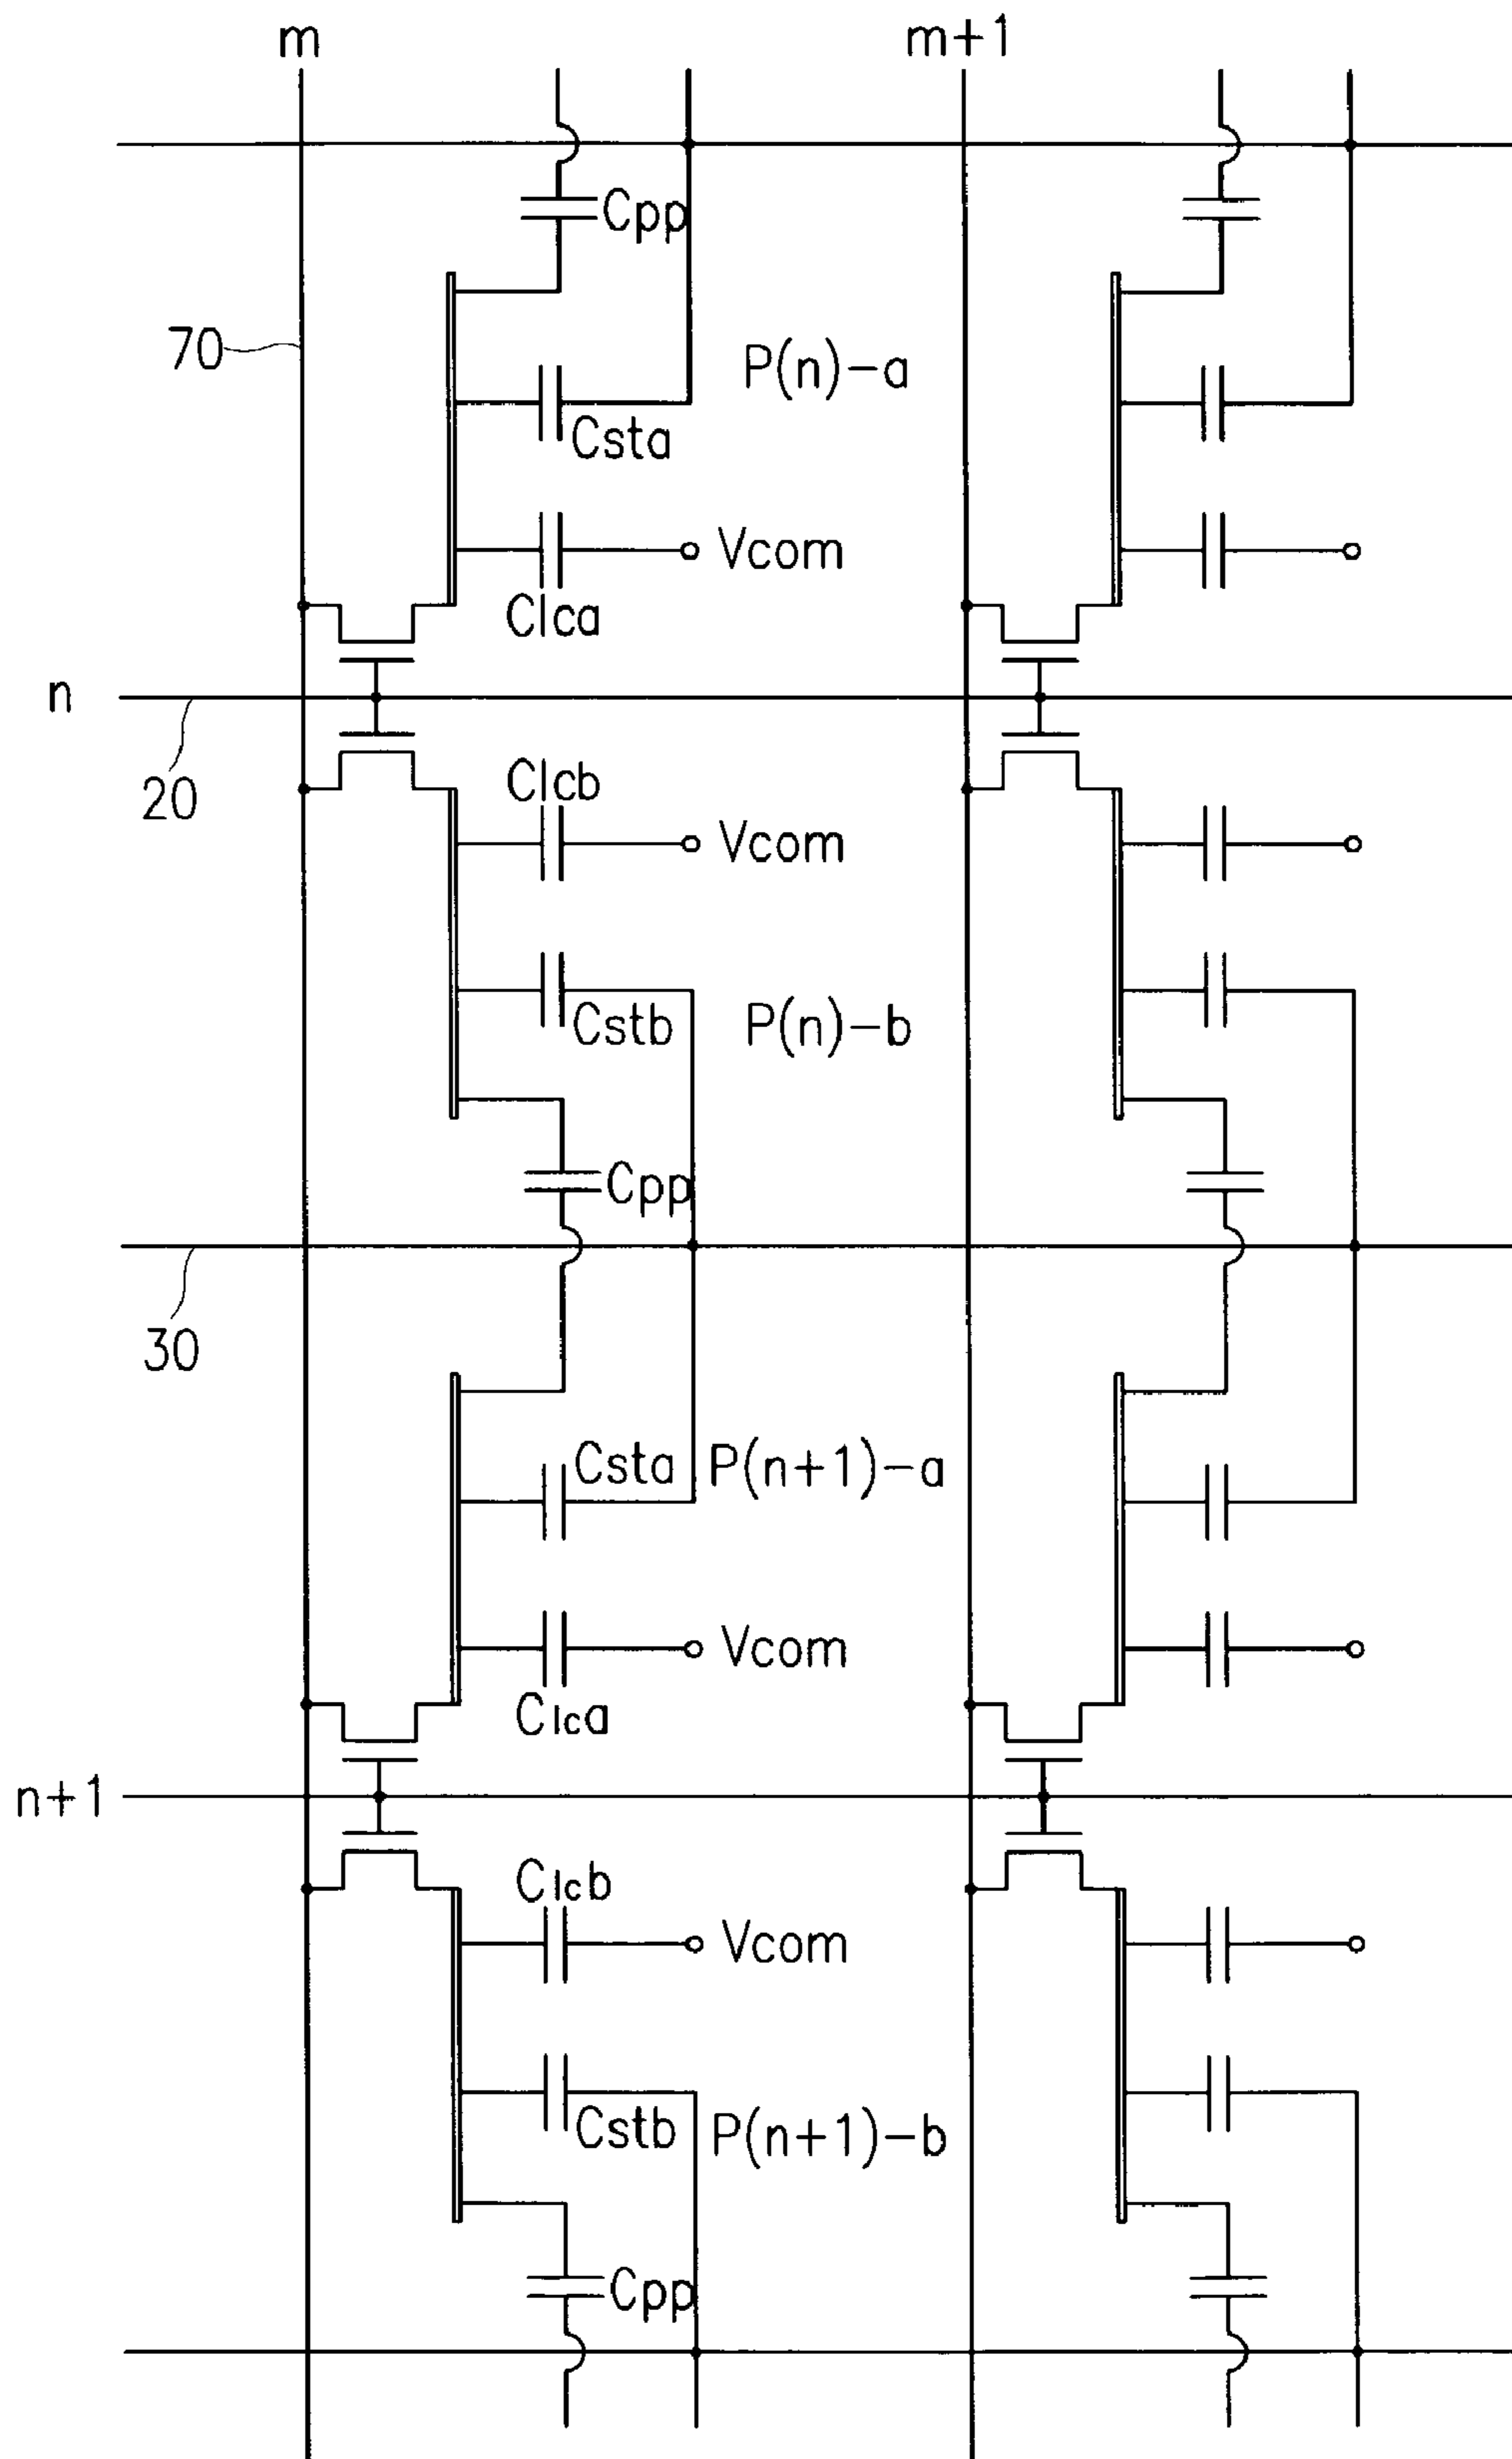 m
m+1
Cpp
70
P(n)-a
Csta
Vcom
Clca
n
20
Clcb
Vcom
Cstb
P(n)-b
Cpp
30
Csta
P(n+1)-a
Vcom
Clca
n+1
Clcb
Vcom
Cstb
P(n+1)-b
Cpp